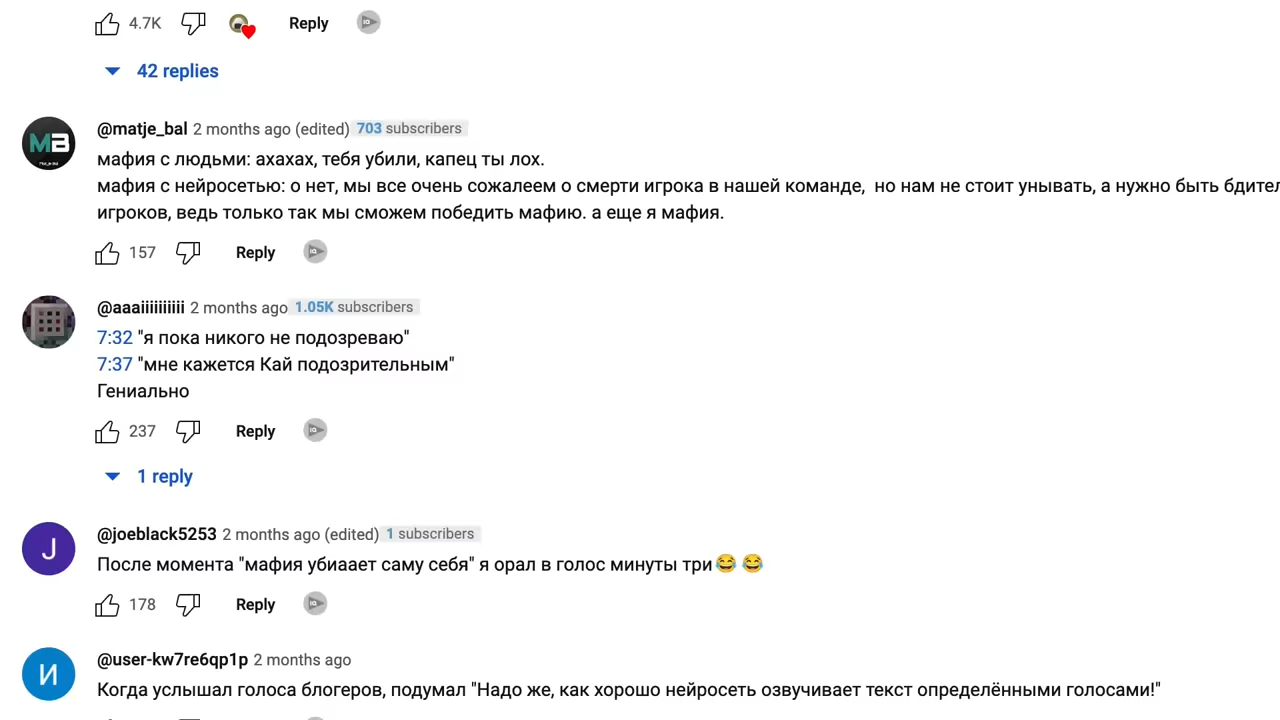 4.7K Reply
42 replies
@matje_bal 2 months ago (edited) 703 subscribers
мафия с людьми: ахахах, тебя убили, капец ты лох.
мафия с нейросетью: о нет, мы все очень сожалеем о смерти игрока в нашей команде, но нам не стоит унывать, а нужно быть бдител
игроков, ведь только так мы сможем победить мафию. а еще я мафия.
157 Reply
@aaaiiiiiiiiii 2 months ago 1.05K subscribers
7:32 "я пока никого не подозреваю"
7:37 "мне кажется Кай подозрительным"
Гениально
237 Reply
1 reply
J
@joeblack5253 2 months ago (edited) 1 subscribers
После момента "мафия убиаает саму себя" я орал в голос минуты три😂 😂
178 Reply
И
@user-kw7re6qp1p 2 months ago
Когда услышал голоса блогеров, подумал "Надо же, как хорошо нейросеть озвучивает текст определёнными голосами!"